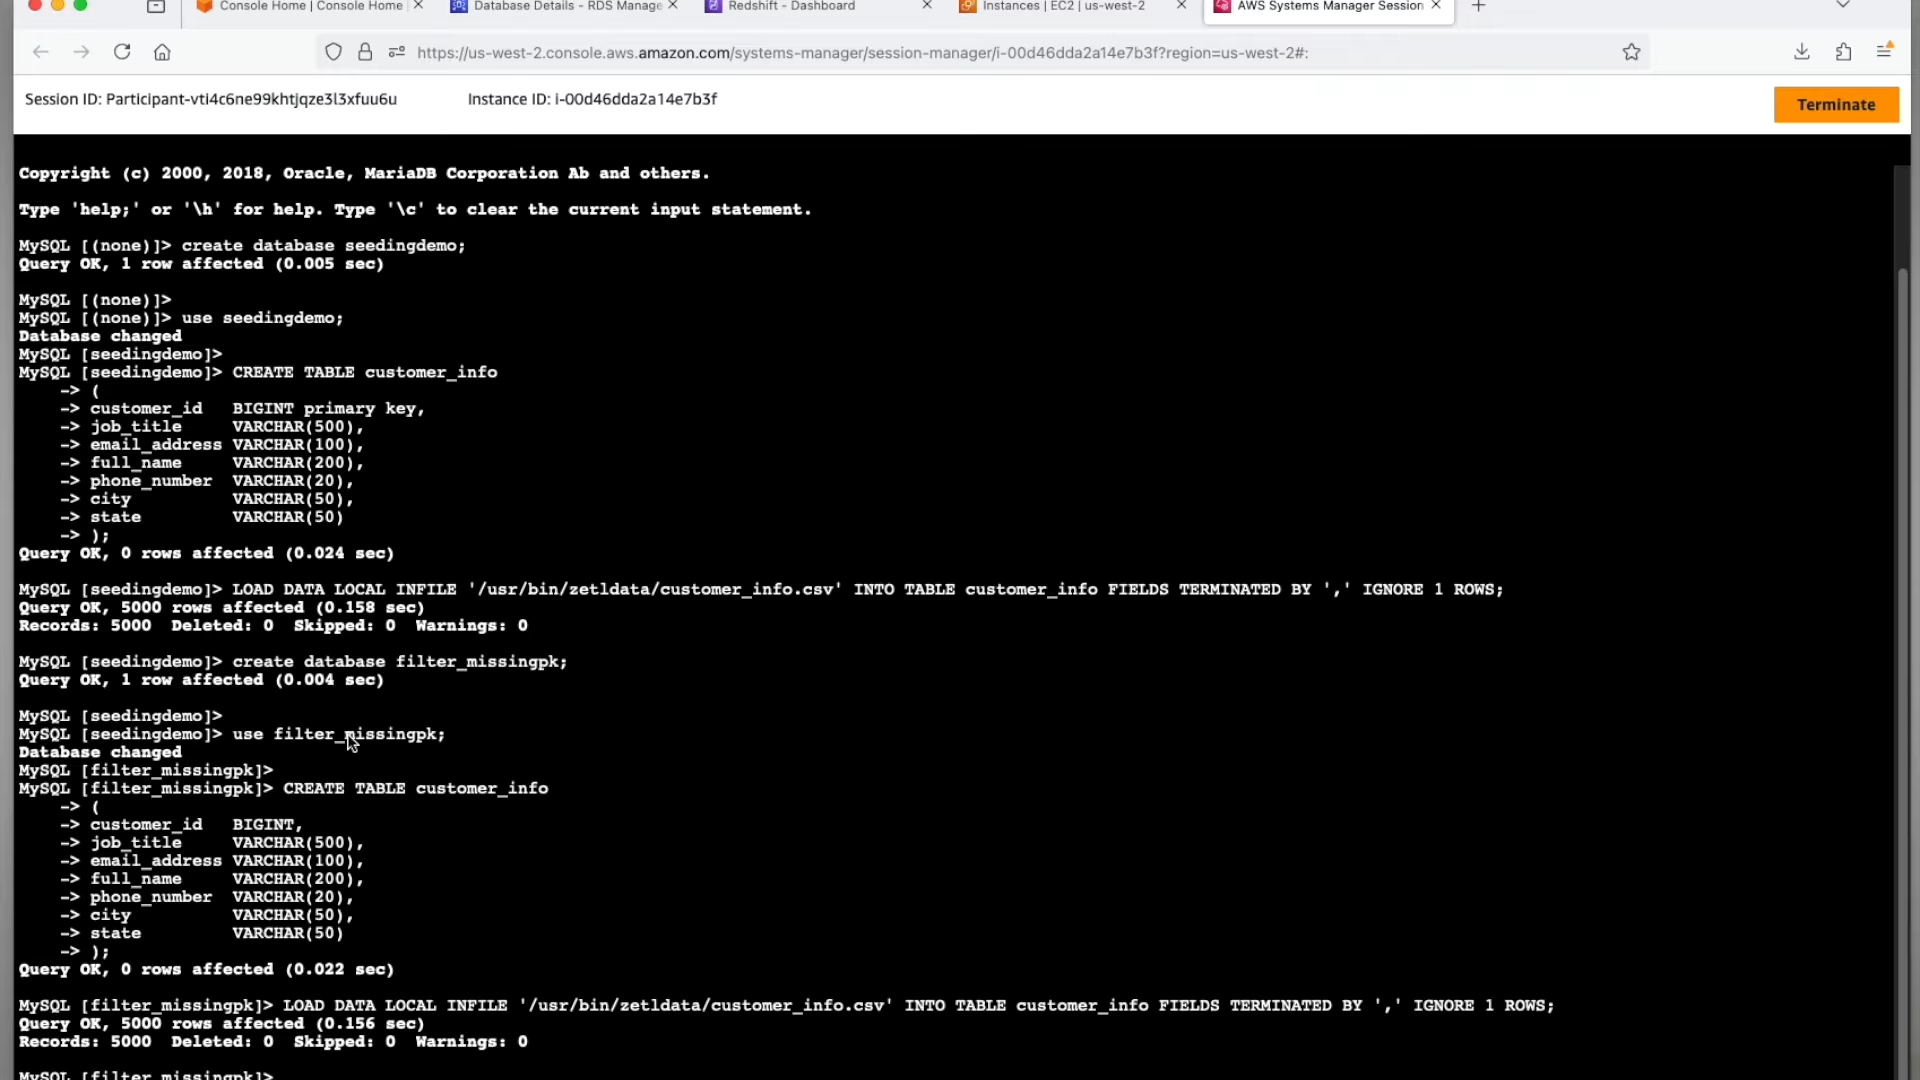 Console Home | Console Home
Database Details - RDS Manage
Redshift - Dashboard
Instances | EC2 | us-west-2
AWS Systems Manager Session
https://us-west-2.console.aws.amazon.com/systems-manager/session-manager/i-00d46dda2a14e7b3f?region=us-west-2#:
Session ID: Participant-vti4c6ne99khtjqze3l3xfuu6u
Instance ID: i-00d46dda2a14e7b3f
Terminate
Copyright (c) 2000, 2018, Oracle, MariaDB Corporation Ab and others.
Type 'help;' or '\h' for help. Type '\c' to clear the current input statement.
MySQL [(none)]> create database seedingdemo;
Query OK, 1 row affected (0.005 sec)
MySQL [(none)]>
MySQL [(none)]> use seedingdemo;
Database changed
MySQL [seedingdemo]>
MySQL [seedingdemo]> CREATE TABLE customer_info
-> (
-> customer_id BIGINT primary key,
-> job_title VARCHAR(500),
-> email_address VARCHAR(100),
-> full_name VARCHAR(200),
-> phone_number VARCHAR(20),
-> city VARCHAR(50),
-> state VARCHAR(50)
-> );
Query OK, 0 rows affected (0.024 sec)
MySQL [seedingdemo]> LOAD DATA LOCAL INFILE '/usr/bin/zetldata/customer_info.csv' INTO TABLE customer_info FIELDS TERMINATED BY ',' IGNORE 1 ROWS;
Query OK, 5000 rows affected (0.158 sec)
Records: 5000 Deleted: 0 Skipped: 0 Warnings: 0
MySQL [seedingdemo]> create database filter_missingpk;
Query OK, 1 row affected (0.004 sec)
MySQL [seedingdemo]>
MySQL [seedingdemo]> use filter_missingpk;
Database changed
MySQL [filter_missingpk]>
MySQL [filter_missingpk]> CREATE TABLE customer_info
-> (
-> customer_id BIGINT,
-> job_title VARCHAR(500),
-> email_address VARCHAR(100),
-> full_name VARCHAR(200),
-> phone_number VARCHAR(20),
-> city VARCHAR(50),
-> state VARCHAR(50)
-> );
Query OK, 0 rows affected (0.022 sec)
MySQL [filter_missingpk]> LOAD DATA LOCAL INFILE '/usr/bin/zetldata/customer_info.csv' INTO TABLE customer_info FIELDS TERMINATED BY ',' IGNORE 1 ROWS;
Query OK, 5000 rows affected (0.156 sec)
Records: 5000 Deleted: 0 Skipped: 0 Warnings: 0
MySQL [filter_missingpk]>